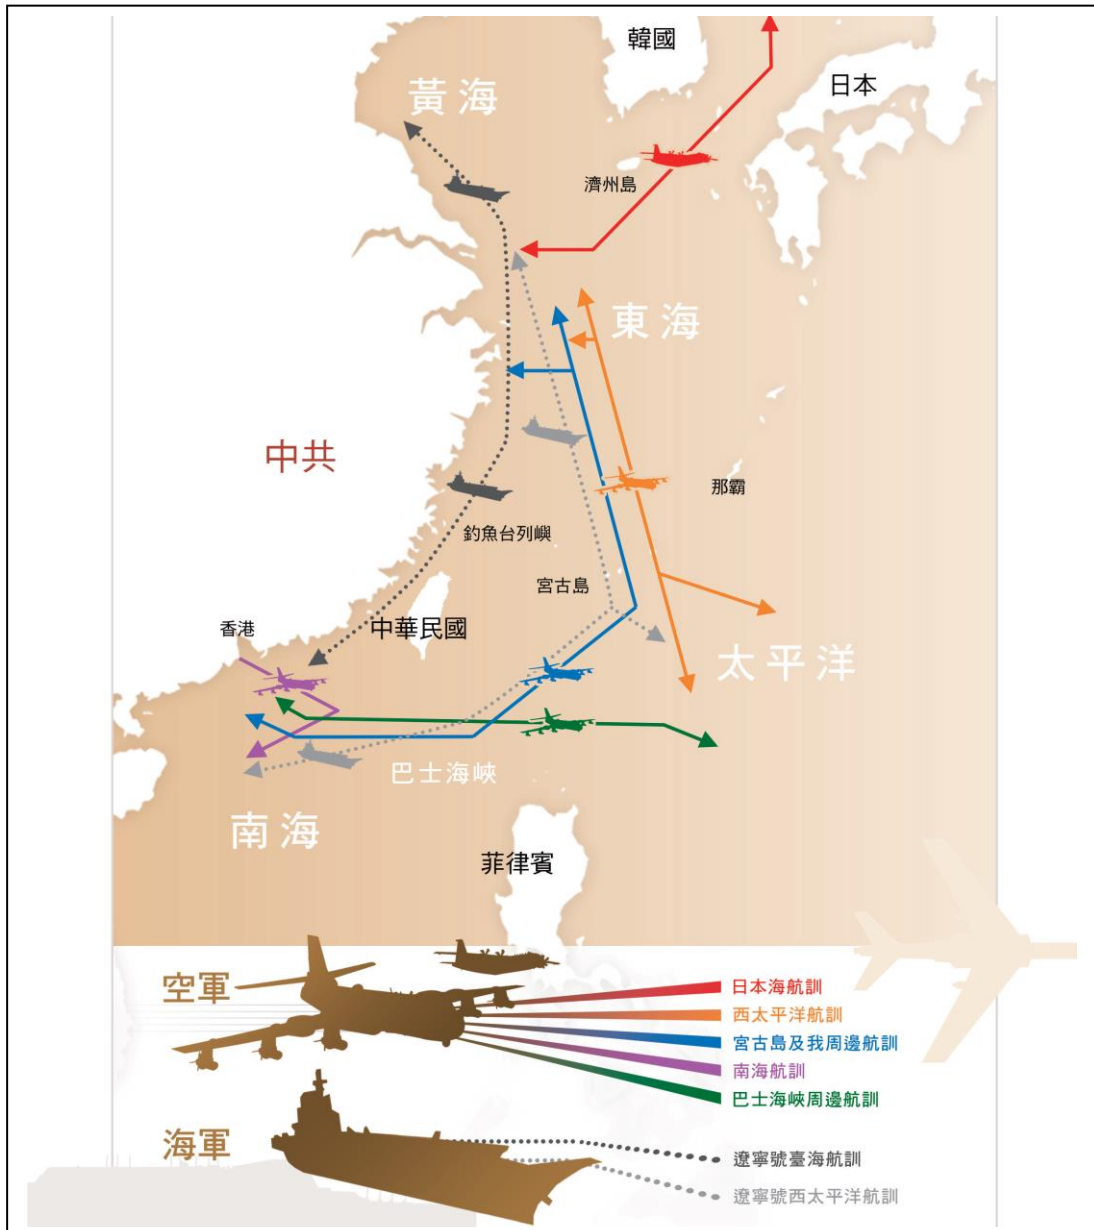 韓國
日本
黃海
濟州島
東海
中共
那霸
釣魚台列嶼
宮古島
香港
中華民國
太平洋
巴士海峽
南海
菲律賓
空軍
日本海航訓
西太平洋航訓
宮古島及我周邊航訓
南海航訓
巴士海峽周邊航訓
海軍
遼寧號臺海航訓
遼寧號西太平洋航訓